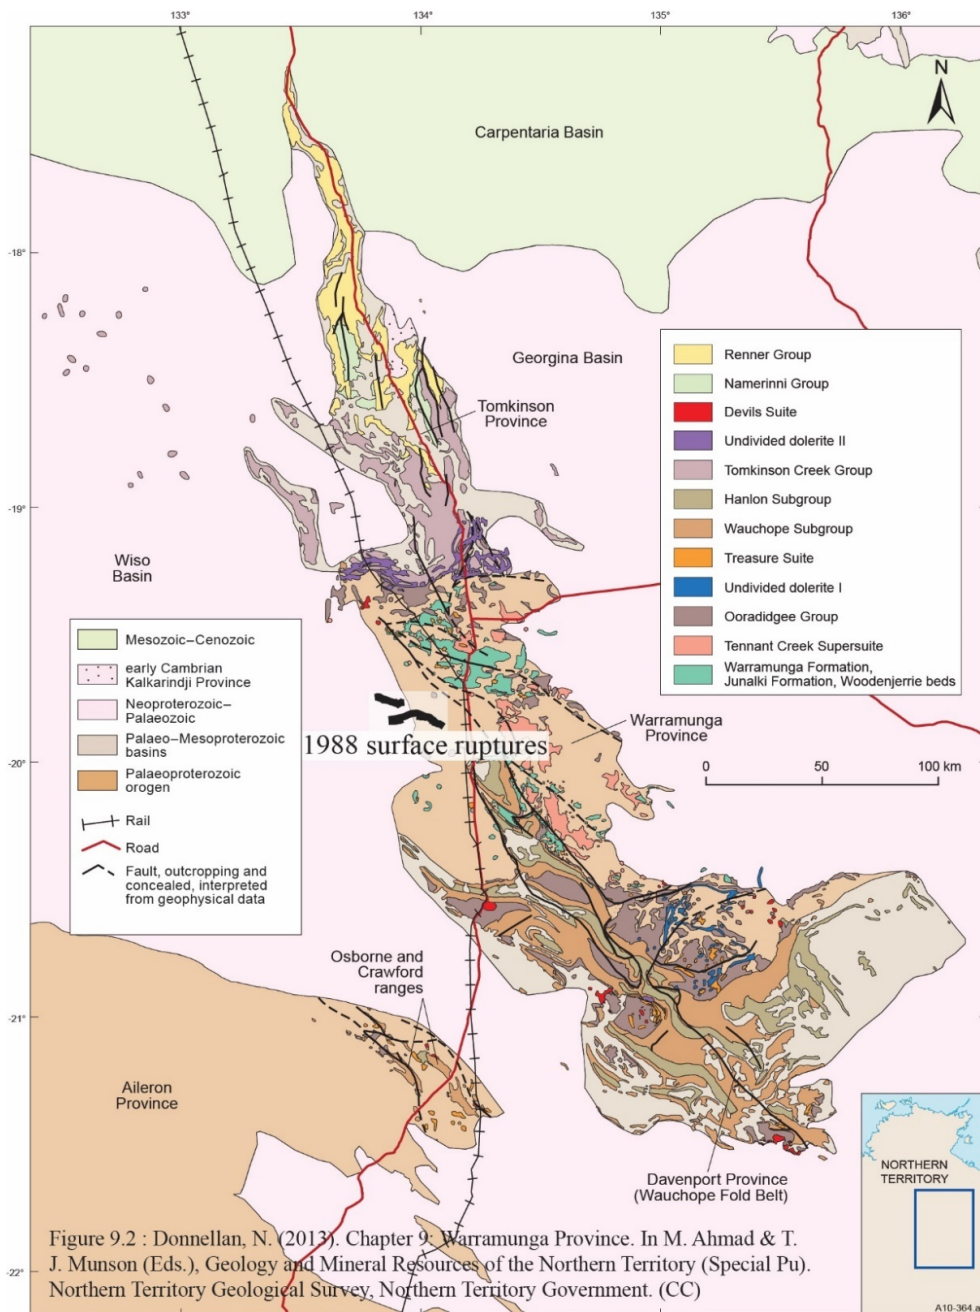 133°
134°
135°
136°
N
Carpentaria Basin
-18°
Georgina Basin
Tomkinson
Province
-19°
Wiso
Basin
Renner Group
Namerinni Group
Devils Suite
Undivided dolerite II
Tomkinson Creek Group
Hanlon Subgroup
Wauchope Subgroup
Treasure Suite
Undivided dolerite I
Ooradidgee Group
Tennant Creek Supersuite
Warramunga Formation,
Junalki Formation, Woodenjerrie beds
Mesozoic–Cenozoic
early Cambrian
Kalkarindji Province
Neoproterozoic–
Palaeozoic
Palaeo–Mesoproterozoic
basins
Palaeoproterozoic
orogen
Rail
Road
Fault, outcropping and
concealed, interpreted
from geophysical data
1988 surface ruptures
Warramunga
Province
-20°
0 50 100 km
Osborne and
Crawford
ranges
-21°
Aileron
Province
Davenport Province
(Wauchope Fold Belt)
NORTHERN
TERRITORY
Figure 9.2 : Donnellan, N. (2013). Chapter 9: Warramunga Province. In M. Ahmad & T.
J. Munson (Eds.), Geology and Mineral Resources of the Northern Territory (Special Pu).
Northern Territory Geological Survey, Northern Territory Government. (CC)
-22°
A10-364.ai